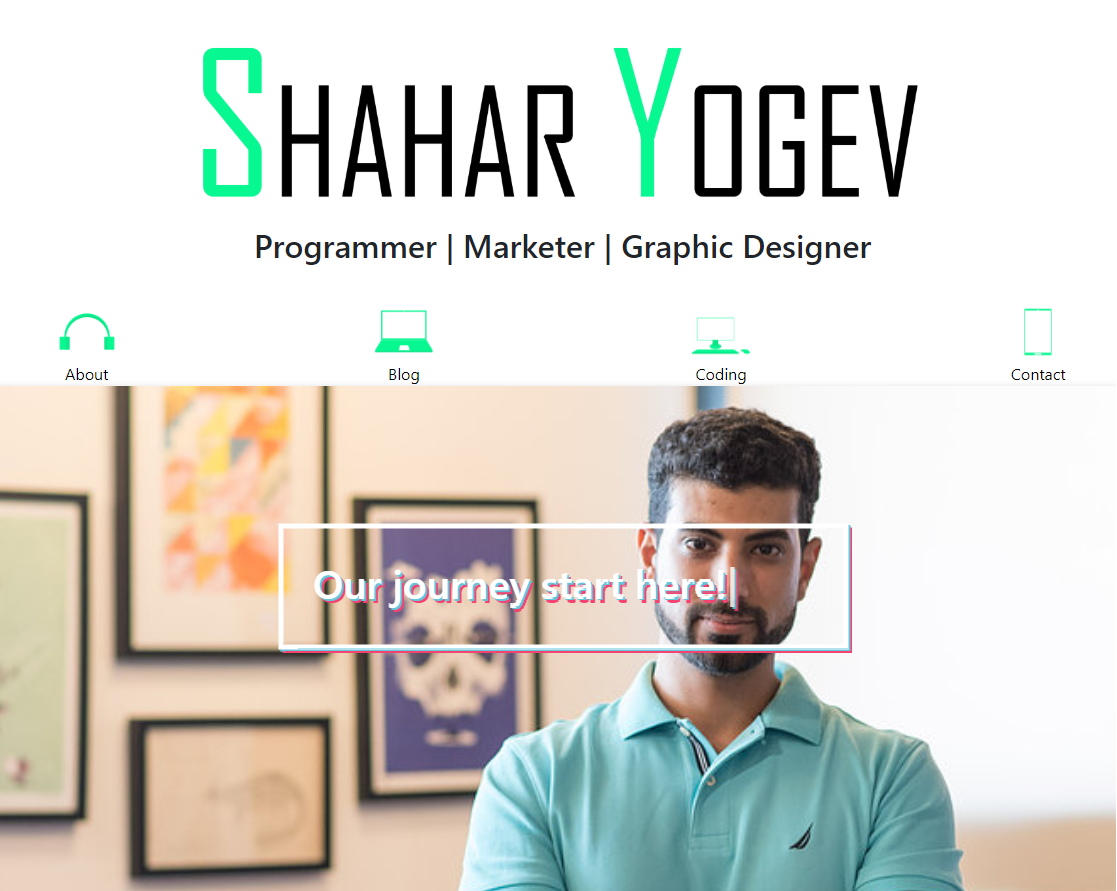 SHAHAR YOGEV
Programmer | Marketer | Graphic Designer
About
Blog
Coding
Contact
Our journey start here!|